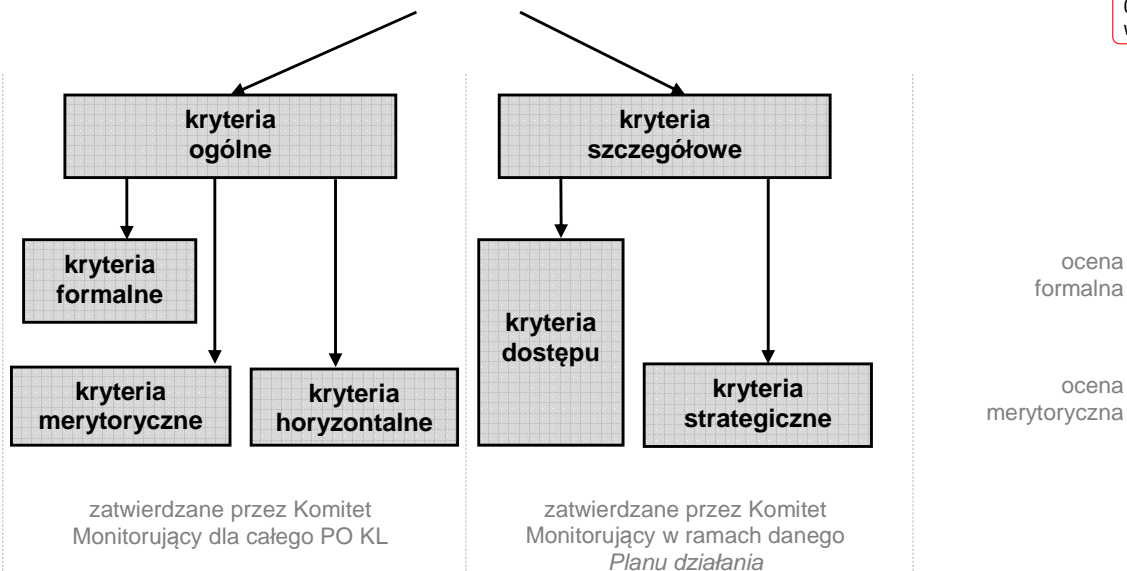 kryteria
ogólne
kryteria
szczegółowe
kryteria
formalne
kryteria
dostępu
ocena
formalna
kryteria
merytoryczne
kryteria
horyzontalne
kryteria
strategiczne
ocena
merytoryczna
zatwierdzane przez Komitet
Monitorujący dla całego PO KL
zatwierdzane przez Komitet
Monitorujący w ramach danego
Planu działania